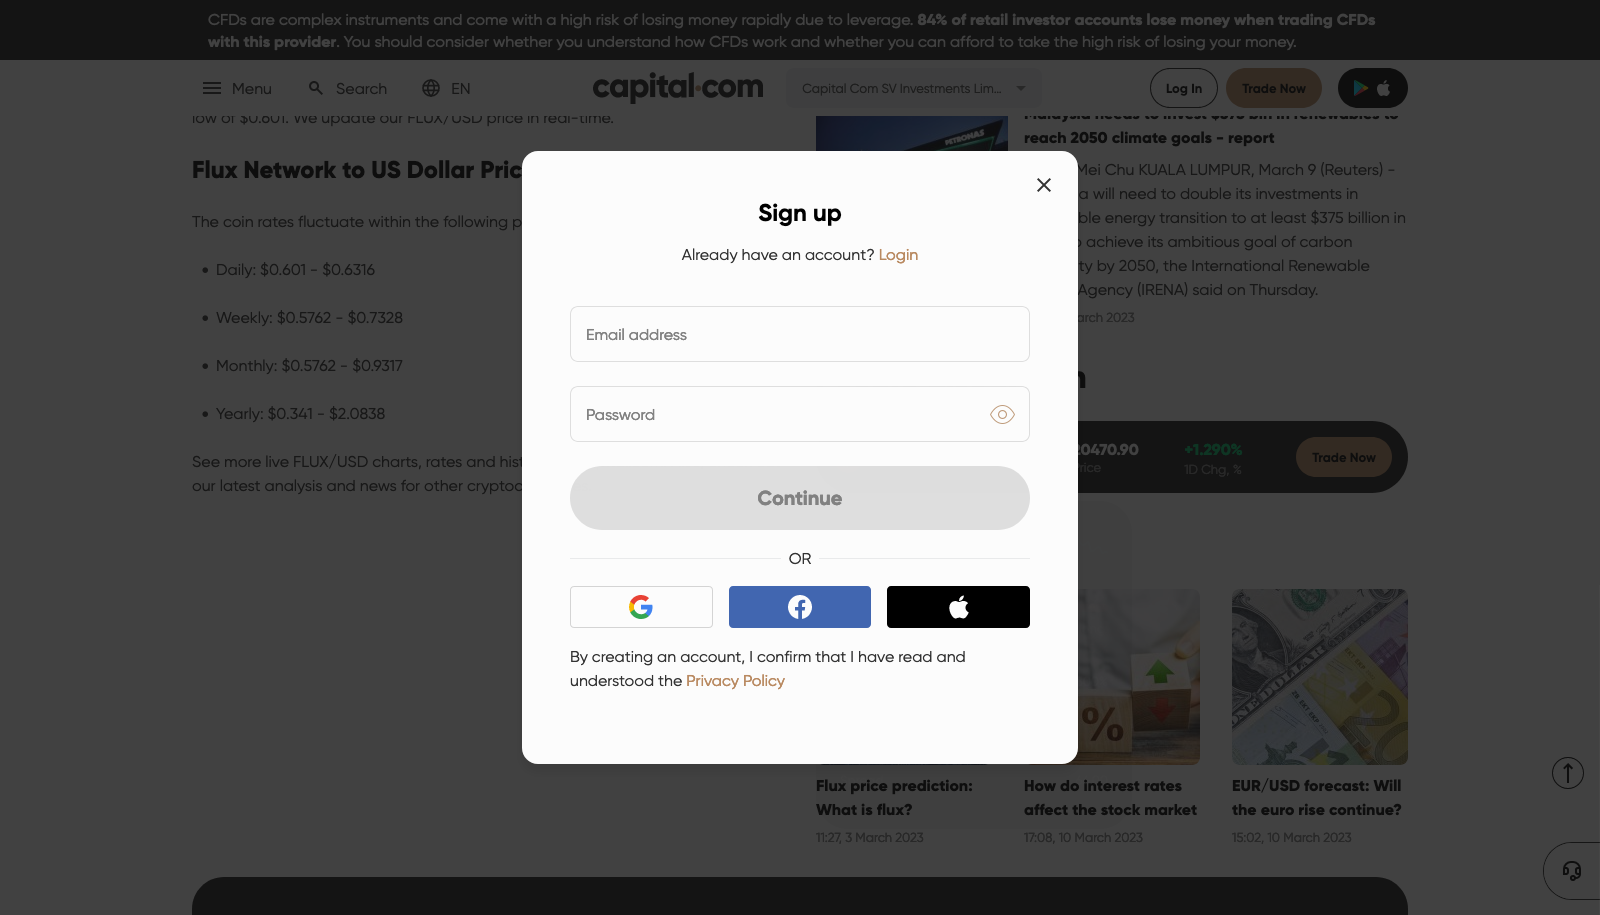 CFDs are complex instruments and come with a high risk of losing money rapidly due to leverage. 84% of retail investor accounts lose money when trading CFDs
with this provider. You should consider whether you understand how CFDs work and whether you can afford to take the high risk of losing your money.
Menu
Search
EN
capital.com
Capital Com SV Investments Lim...
Log In
Trade Now
low of $0.601. We update our FLUX/USD price in real-time.
Flux Network to US Dollar Pric
The coin rates fluctuate within the following p
Daily: $0.601 - $0.6316
Weekly: $0.5762 - $0.7328
Monthly: $0.5762 - $0.9317
Yearly: $0.341 - $2.0838
See more live FLUX/USD charts, rates and hist
our latest analysis and news for other cryptoc
Sign up
Already have an account? Login
Email address
Password
Continue
OR
By creating an account, I confirm that I have read and
understood the Privacy Policy
PETRONAS
Malaysia needs to invest $375 bln in renewables to
reach 2050 climate goals - report
Mei Chu KUALA LUMPUR, March 9 (Reuters) -
a will need to double its investments in
ble energy transition to at least $375 billion in
o achieve its ambitious goal of carbon
ty by 2050, the International Renewable
Agency (IRENA) said on Thursday.
arch 2023
n
20470.90
Price
+1.290%
1D Chg, %
Trade Now
%
Flux price prediction:
What is flux?
11:27, 3 March 2023
How do interest rates
affect the stock market
17:08, 10 March 2023
EUR/USD forecast: Will
the euro rise continue?
15:02, 10 March 2023